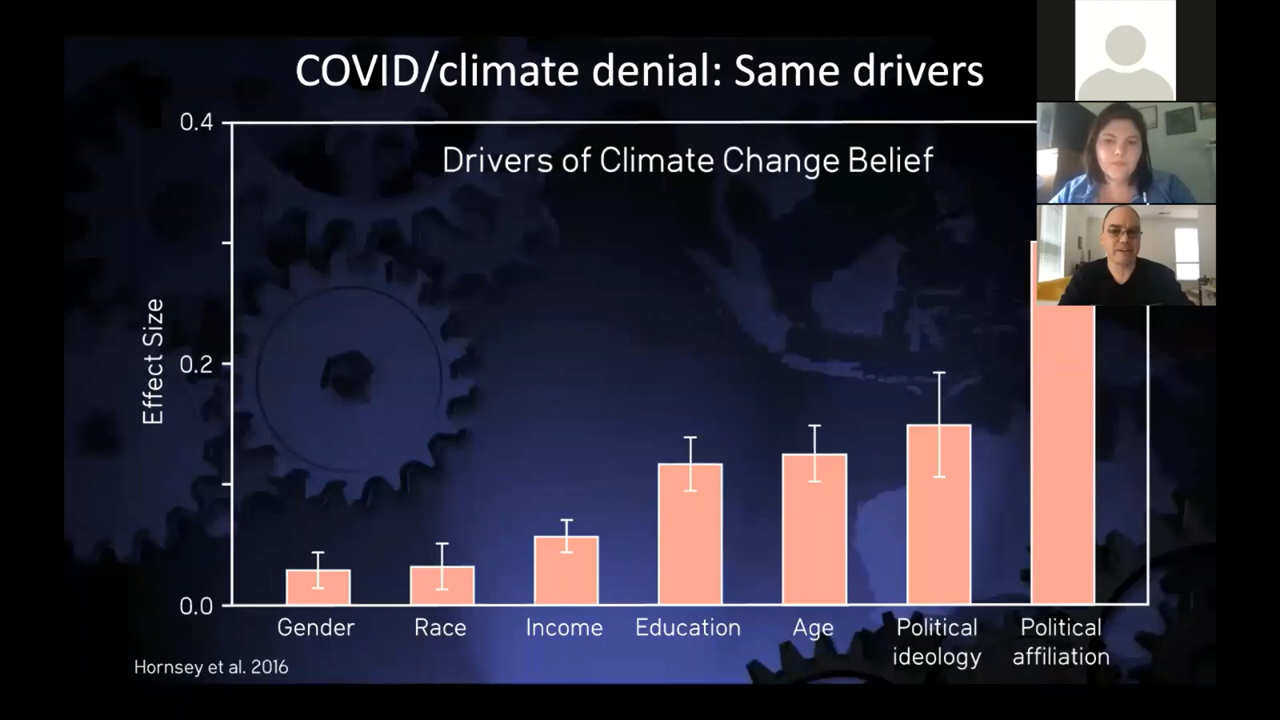 COVID/climate denial: Same drivers
0.4
Drivers of Climate Change Belief
Effect Size
0.2
0.0
Gender Race Income Education Age Political ideology Political affiliation
Hornsey et al. 2016